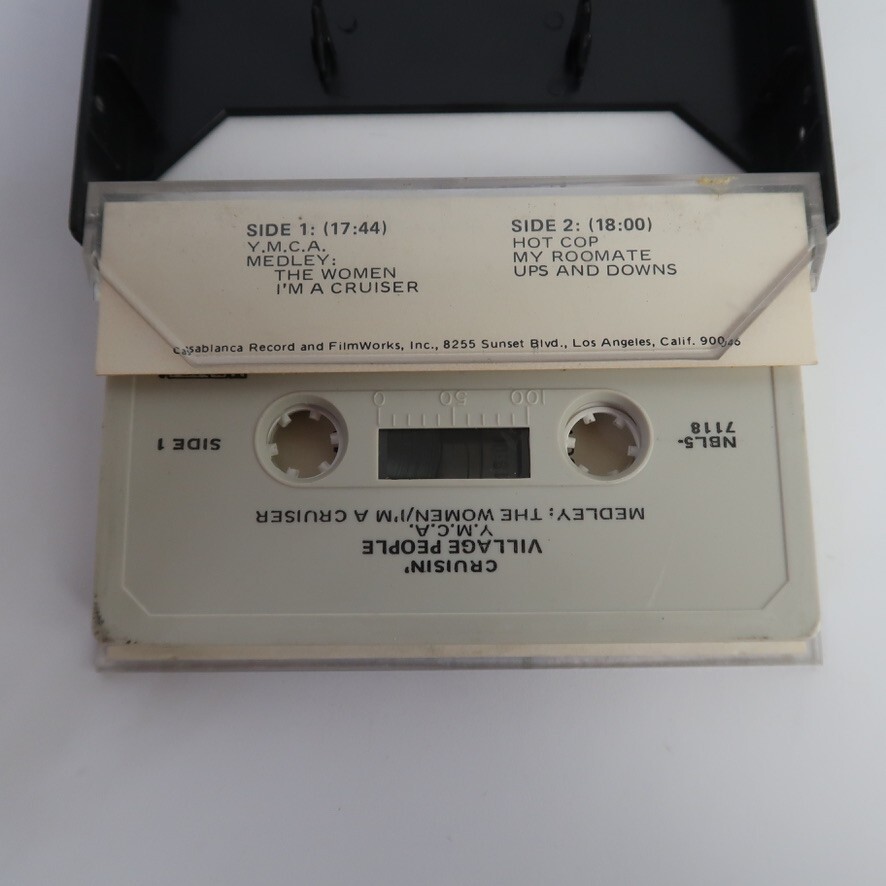 SIDE 1: (17:44)
Y.M.C.A.
MEDLEY:
THE WOMEN
I'M A CRUISER
SIDE 2: (18:00)
HOT COP
MY ROOMATE
UPS AND DOWNS
Casablanca Record and FilmWorks, Inc., 8255 Sunset Blvd., Los Angeles, Calif. 90046
CRUISIN'
VILLAGE PEOPLE
Y.M.C.A.
MEDLEY: THE WOMEN/I'M A CRUISER
NBL5-
7118
SIDE 1
0 50 100